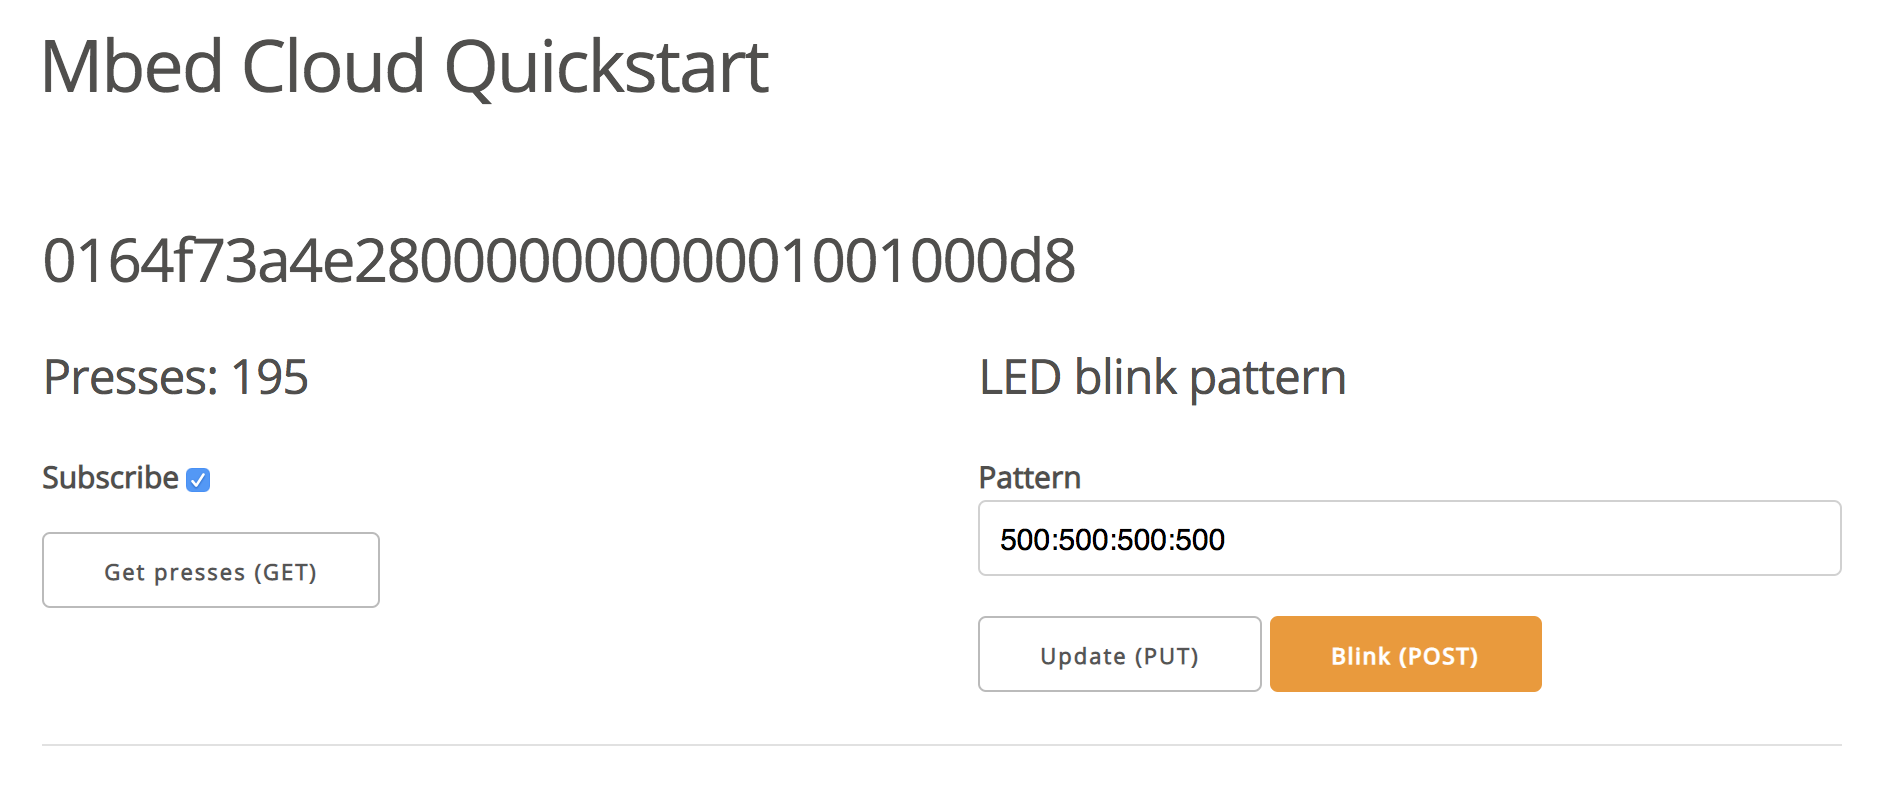 Mbed Cloud Quickstart
0164f73a4e28000000000001001000d8
Presses: 195
LED blink pattern
Subscribe
Pattern
500:500:500:500
Get presses (GET)
Update (PUT)
Blink (POST)